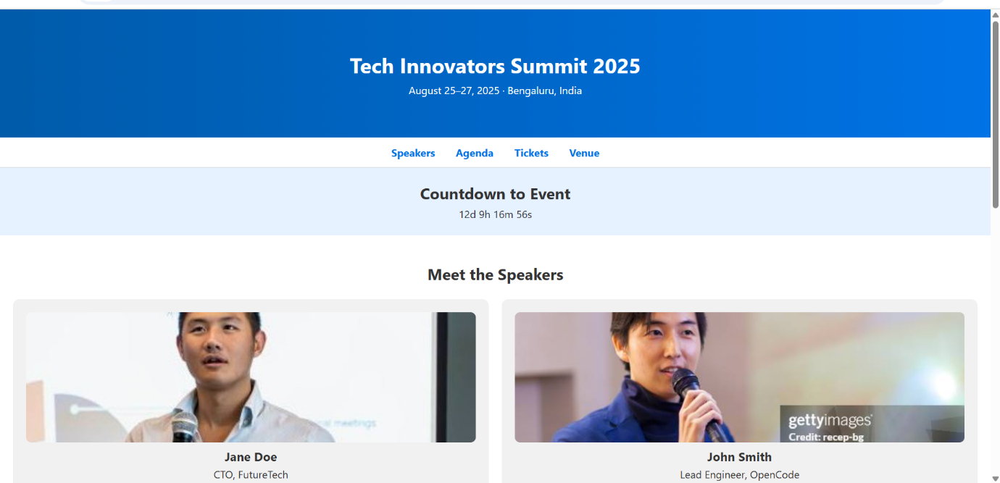 Tech Innovators Summit 2025
August 25–27, 2025 · Bengaluru, India
Speakers Agenda Tickets Venue
Countdown to Event
12d 9h 16m 56s
Meet the Speakers
nal meetings
gettyimages®
Credit: recep-bg
Jane Doe
John Smith
CTO, FutureTech
Lead Engineer, OpenCode